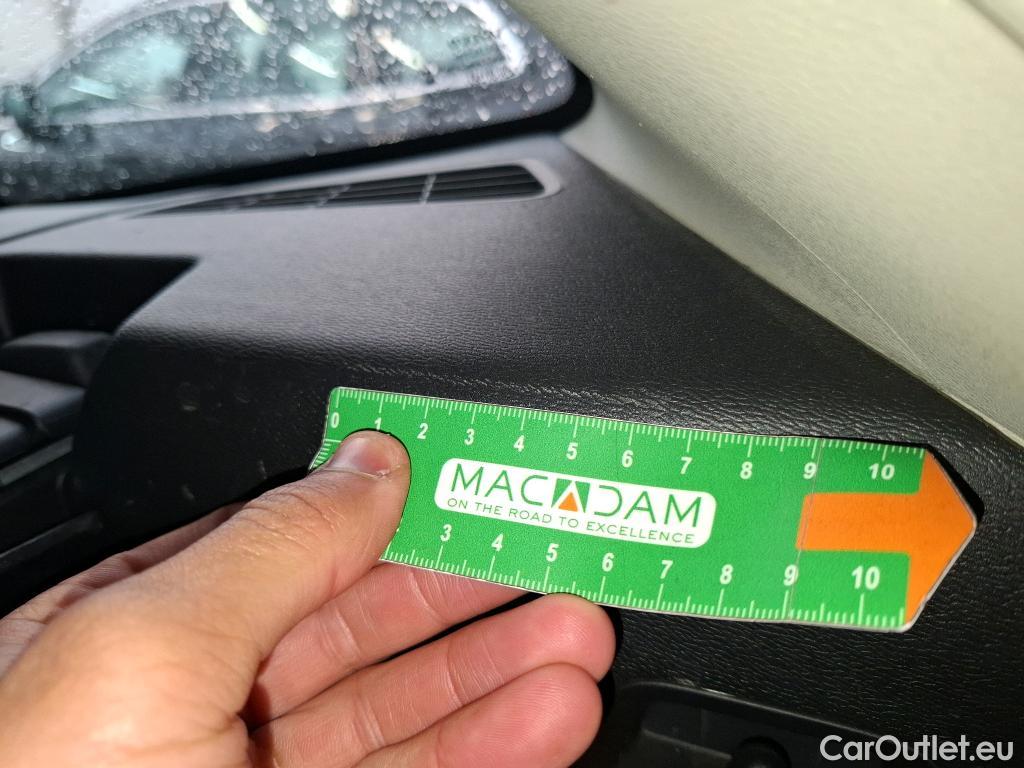 0 1 2 3 4 5 6 7 8 9 10
MACADAM
ON THE ROAD TO EXCELLENCE
3 4 5 6 7 8 9 10
CarOutlet.eu